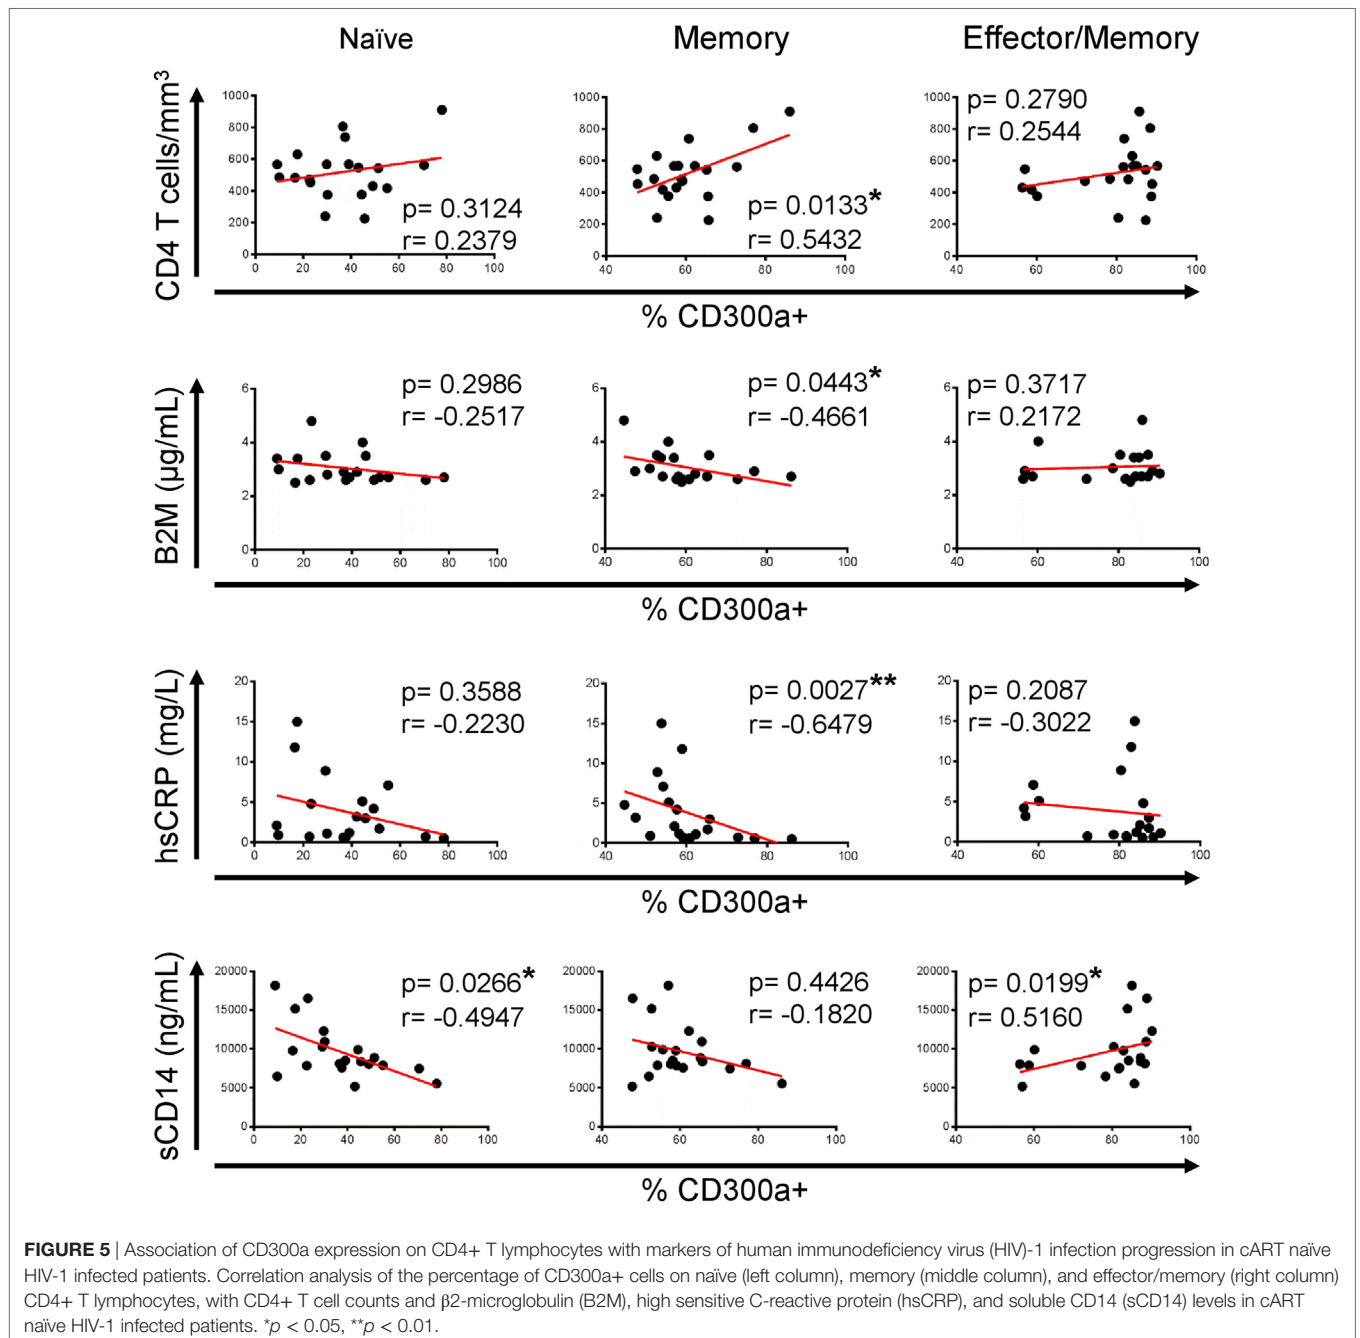 Naïve Memory Effector/Memory
CD4 T cells/mm³
1000 800 600 400 200 0
0 20 40 60 80 100
p= 0.3124
r= 0.2379
1000 800 600 400 200 0
40 60 80 100
p= 0.0133*
r= 0.5432
1000 800 600 400 200 0
40 60 80 100
p= 0.2790
r= 0.2544
% CD300a+
B2M (µg/mL)
6 4 2 0
0 20 40 60 80 100
p= 0.2986
r= -0.2517
6 4 2 0
40 60 80 100
p= 0.0443*
r= -0.4661
6 4 2 0
40 60 80 100
p= 0.3717
r= 0.2172
% CD300a+
hsCRP (mg/L)
20 15 10 5 0
0 20 40 60 80 100
p= 0.3588
r= -0.2230
20 15 10 5 0
40 60 80 100
p= 0.0027**
r= -0.6479
20 15 10 5 0
40 60 80 100
p= 0.2087
r= -0.3022
% CD300a+
sCD14 (ng/mL)
20000 15000 10000 5000 0
0 20 40 60 80 100
p= 0.0266*
r= -0.4947
20000 15000 10000 5000 0
40 60 80 100
p= 0.4426
r= -0.1820
20000 15000 10000 5000 0
40 60 80 100
p= 0.0199*
r= 0.5160
% CD300a+
FIGURE 5 | Association of CD300a expression on CD4+ T lymphocytes with markers of human immunodeficiency virus (HIV)-1 infection progression in cART naïve
HIV-1 infected patients. Correlation analysis of the percentage of CD300a+ cells on naïve (left column), memory (middle column), and effector/memory (right column)
CD4+ T lymphocytes, with CD4+ T cell counts and β2-microglobulin (B2M), high sensitive C-reactive protein (hsCRP), and soluble CD14 (sCD14) levels in cART
naïve HIV-1 infected patients. *p < 0.05, **p < 0.01.